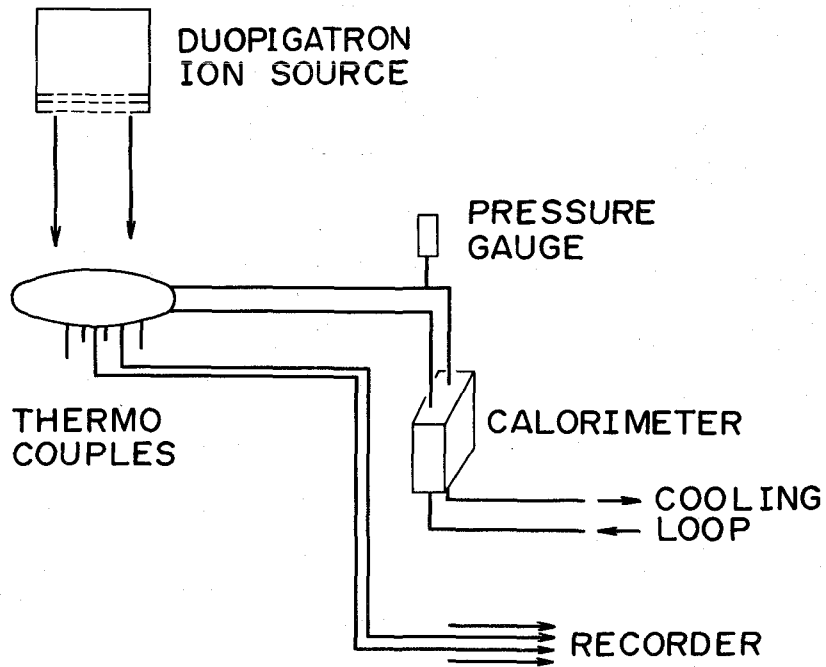 DUOPIGATRON
ION SOURCE
PRESSURE
GAUGE
THERMO
COUPLES
CALORIMETER
COOLING
LOOP
RECORDER